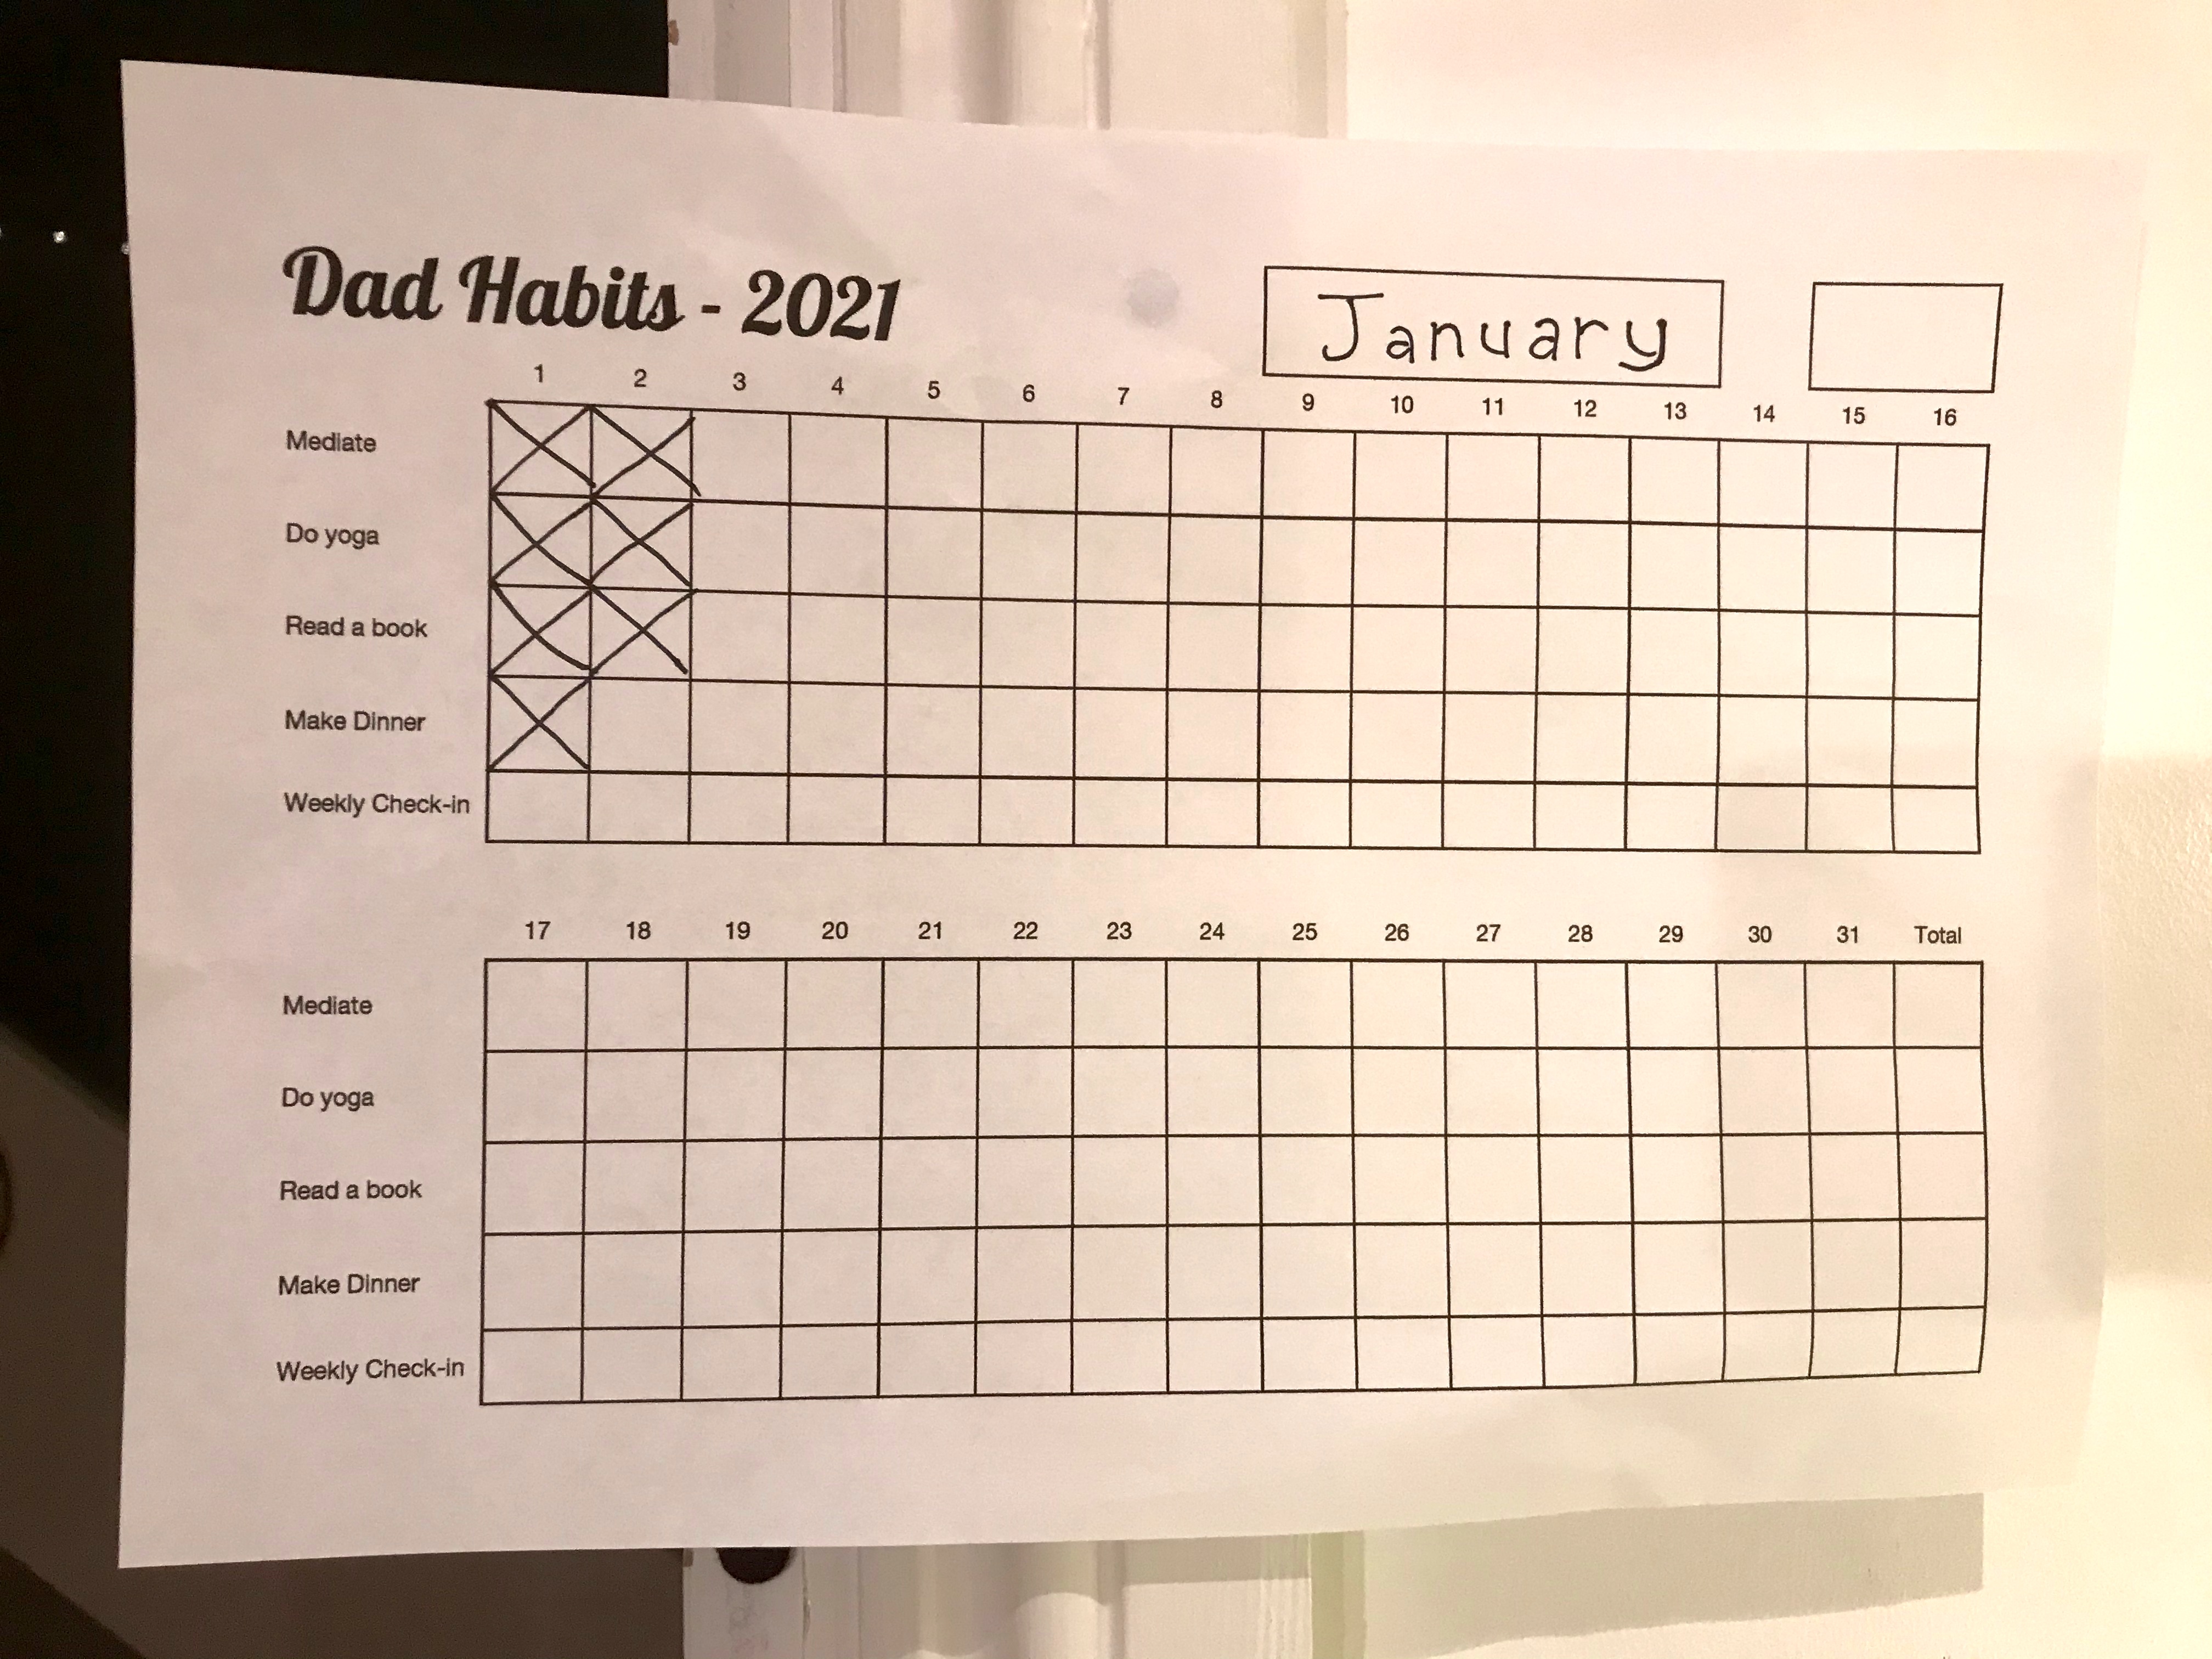 Dad Habits - 2021
January
1 2 3 4 5 6 7 8 9 10 11 12 13 14 15 16
Mediate
Do yoga
Read a book
Make Dinner
Weekly Check-in
17 18 19 20 21 22 23 24 25 26 27 28 29 30 31 Total
Mediate
Do yoga
Read a book
Make Dinner
Weekly Check-in